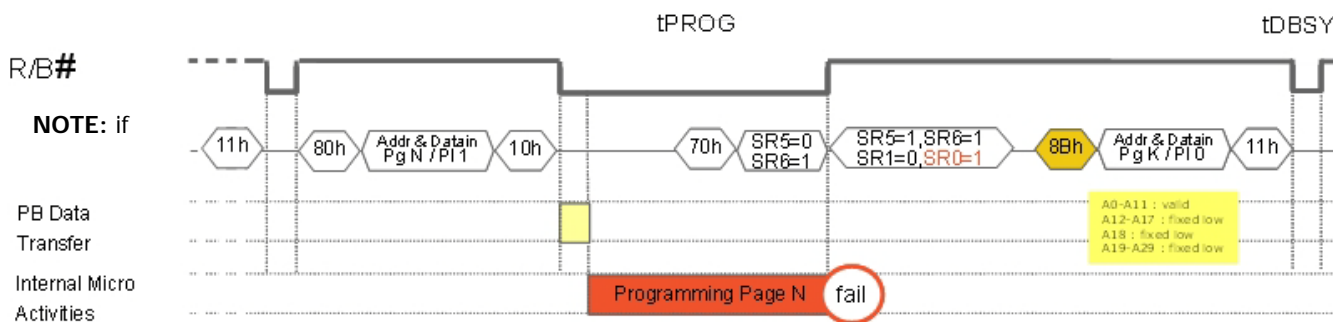 tPROG
tDBSY
R/B#
NOTE: if
11h
80h
Addr & Datain
Pg N / Pl 1
10h
70h
SR5=0
SR6=1
SR5=1,SR6=1
SR1=0,SR0=1
8Bh
Addr & Datain
Pg K / Pl 0
11h
PB Data
Transfer
A0-A11 : valid
A12-A17 : fixed low
A18 : fixed low
A19-A29 : fixed low
Internal Micro
Activities
Programming Page N
fail